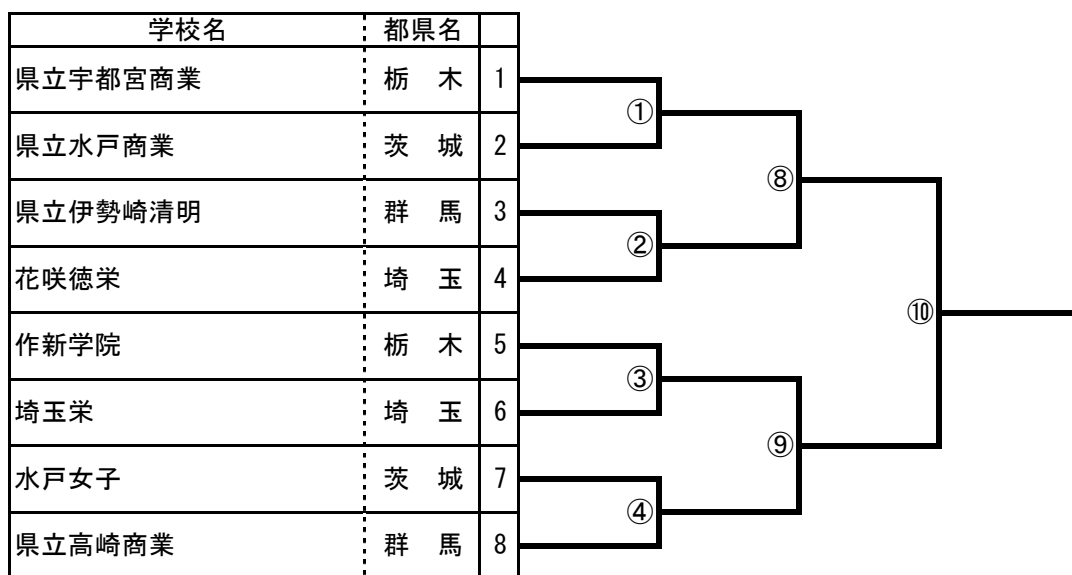 学校名 都県名
県立宇都宮商業 栃 木 1
①
県立水戸商業 茨 城 2
⑧
県立伊勢崎清明 群 馬 3
②
花咲徳栄 埼 玉 4
⑩
作新学院 栃 木 5
③
埼玉栄 埼 玉 6
⑨
水戸女子 茨 城 7
④
県立高崎商業 群 馬 8